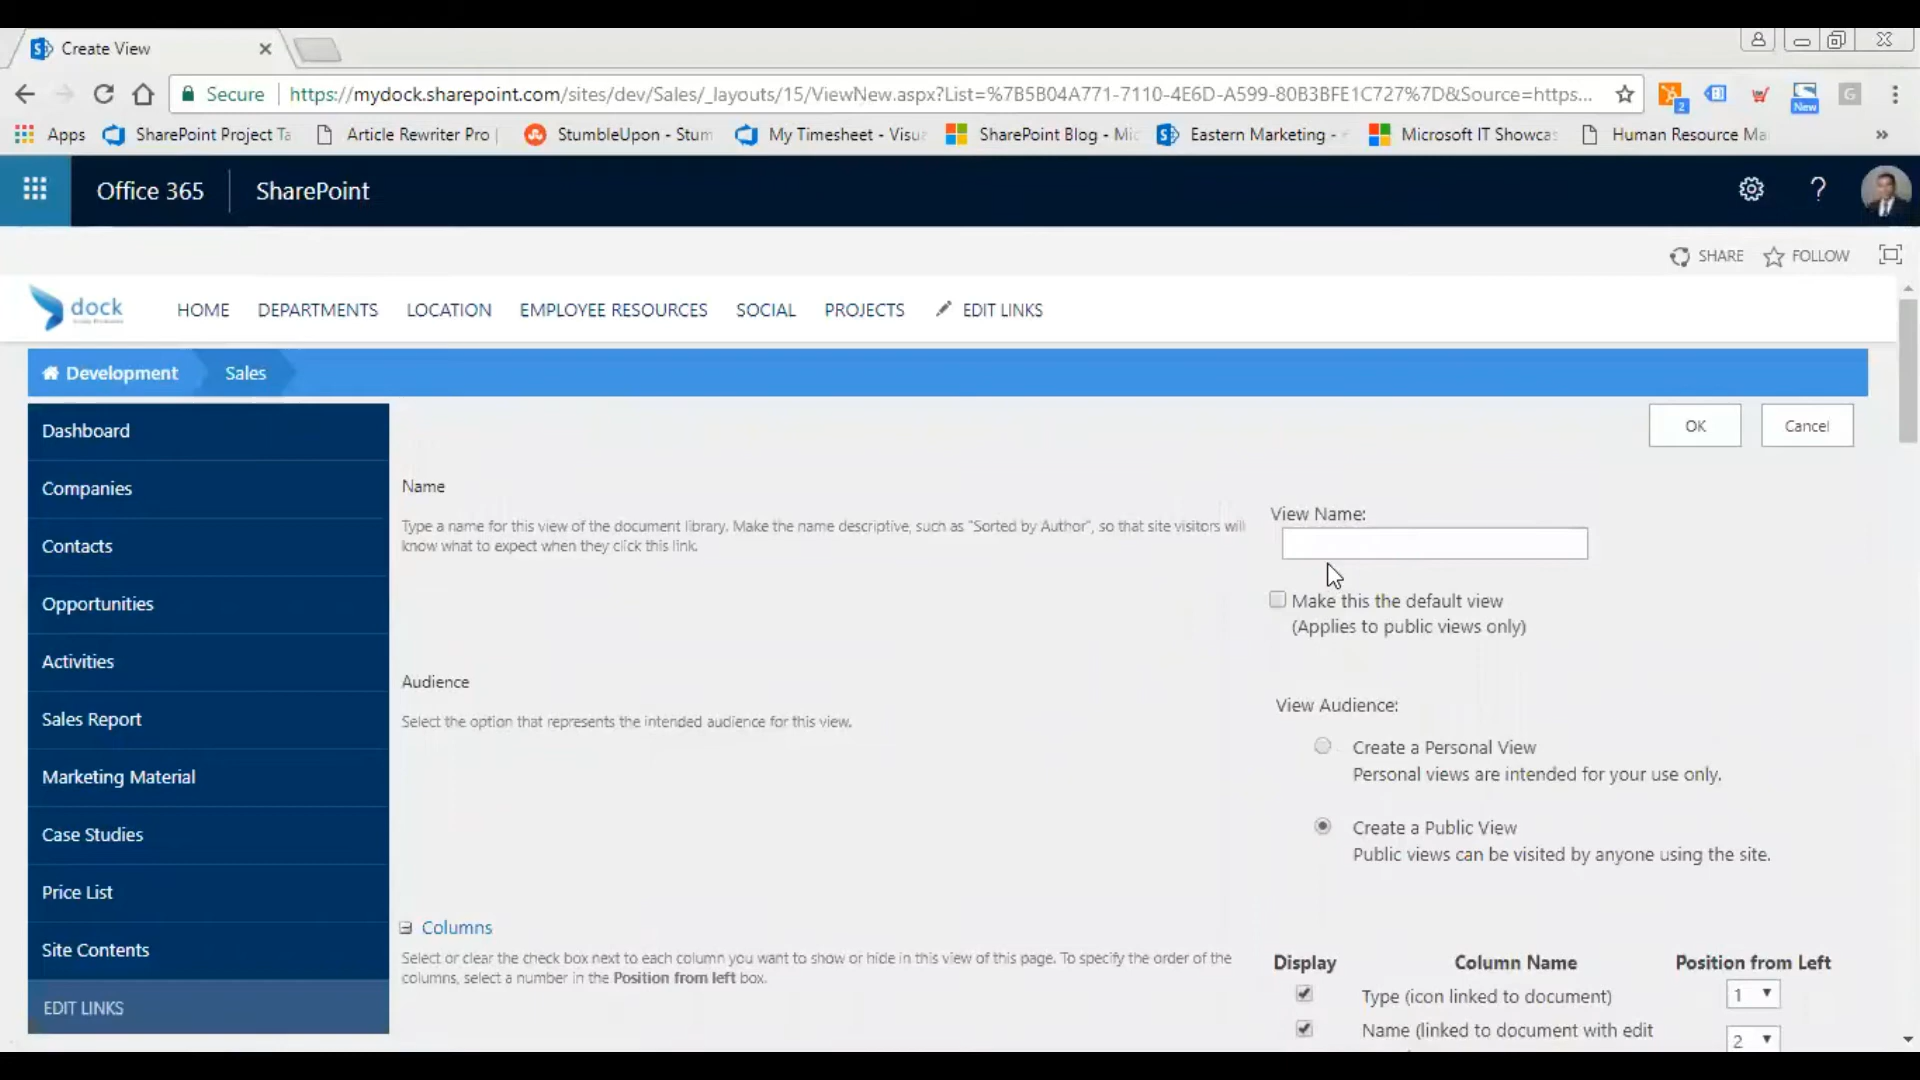 Create View
Secure https://mydock.sharepoint.com/sites/dev/Sales/_layouts/15/ViewNew.aspx?List=%7B5B04A771-7110-4E6D-A599-80B3BFE1C727%7D&Source=https...
2
New
G
Apps SharePoint Project Ta Article Rewriter Pro | StumbleUpon - Stum My Timesheet - Visu SharePoint Blog - Mic Eastern Marketing - Microsoft IT Showcas Human Resource Ma »
Office 365 SharePoint ?
SHARE FOLLOW
dock
HOME DEPARTMENTS LOCATION EMPLOYEE RESOURCES SOCIAL PROJECTS EDIT LINKS
Development Sales
Dashboard
Companies
Contacts
Opportunities
Activities
Sales Report
Marketing Material
Case Studies
Price List
Site Contents
EDIT LINKS
OK Cancel
Name
Type a name for this view of the document library. Make the name descriptive, such as "Sorted by Author", so that site visitors will
know what to expect when they click this link.
View Name:
Make this the default view
(Applies to public views only)
Audience
Select the option that represents the intended audience for this view.
View Audience:
Create a Personal View
Personal views are intended for your use only.
Create a Public View
Public views can be visited by anyone using the site.
Columns
Select or clear the check box next to each column you want to show or hide in this view of this page. To specify the order of the
columns, select a number in the Position from left box.
Display Column Name Position from Left
Type (icon linked to document) 1
Name (linked to document with edit 2